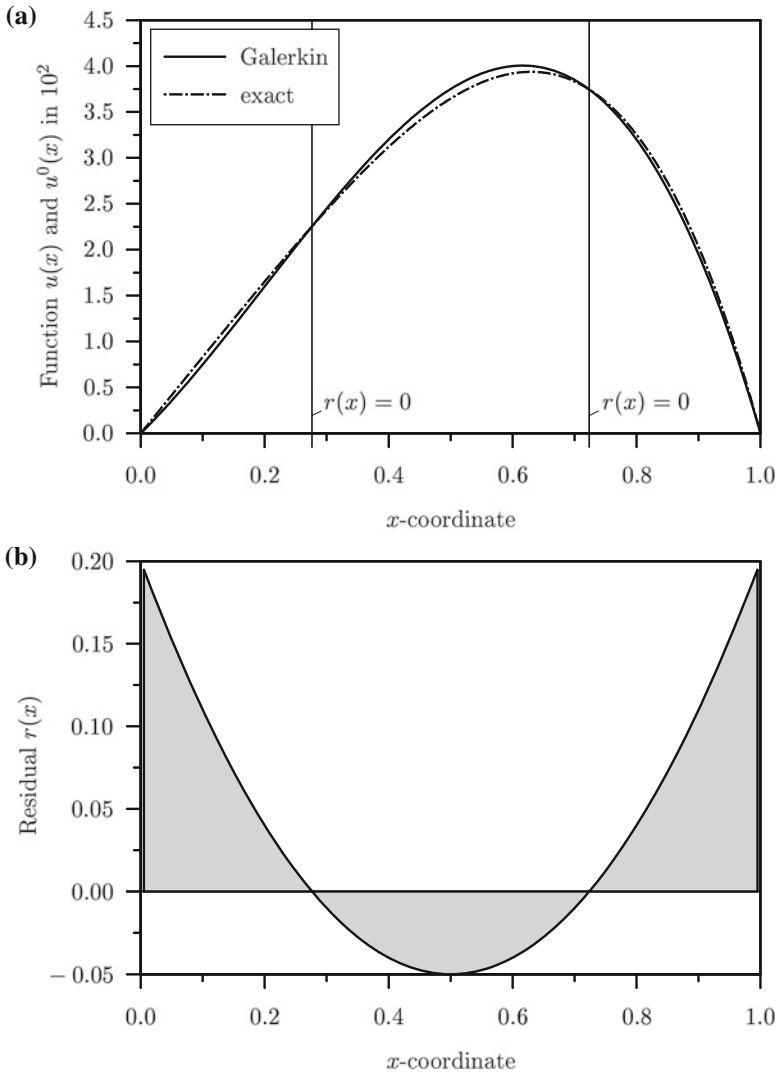 (a)
4.5
4.0
3.5
3.0
2.5
2.0
1.5
1.0
0.5
0.0
Function u(x) and u⁰(x) in 10²
Galerkin
exact
r(x) = 0
r(x) = 0
0.0 0.2 0.4 0.6 0.8 1.0
x-coordinate
(b)
0.20
0.15
0.10
0.05
0.00
− 0.05
Residual r(x)
0.0 0.2 0.4 0.6 0.8 1.0
x-coordinate